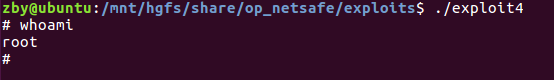 zby@ubuntu:/mnt/hgfs/share/op_netsafe/exploits$ ./exploit4
# whoami
root
#